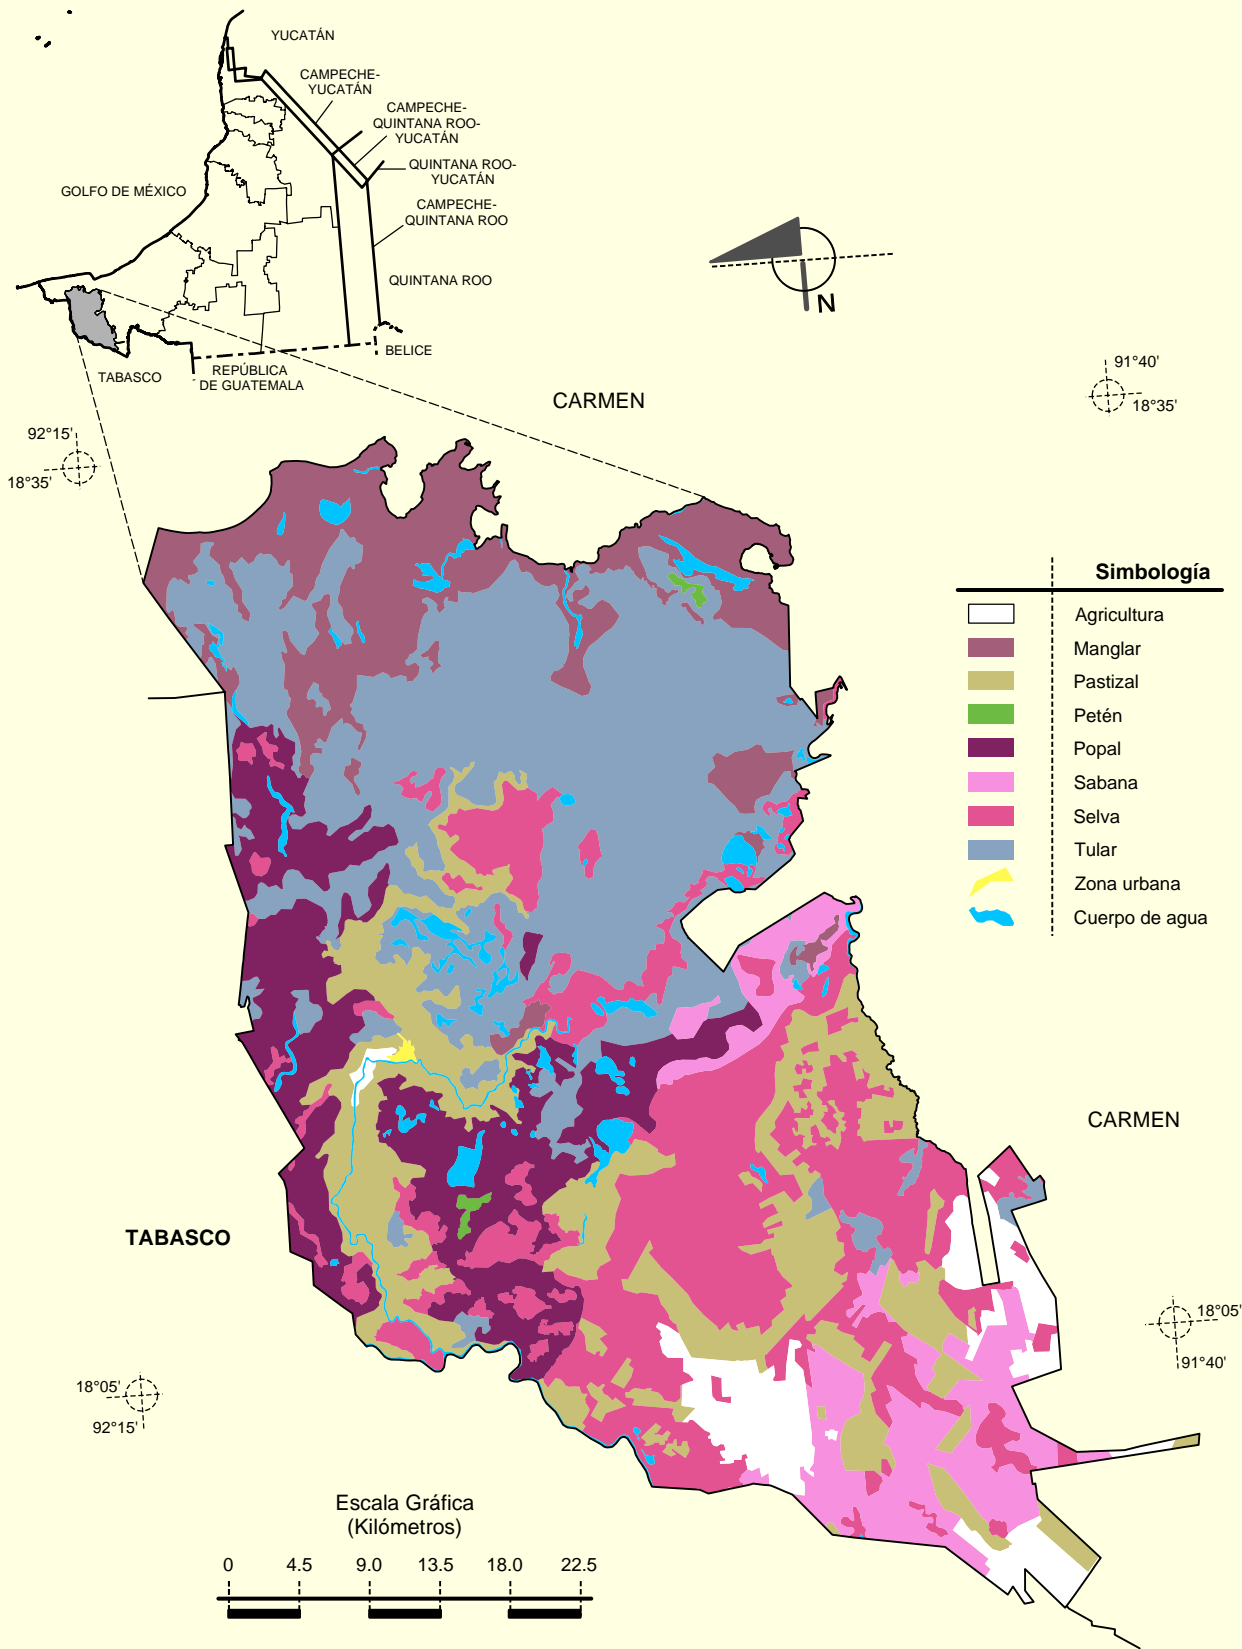 YUCATÁN
CAMPECHE-
YUCATÁN
CAMPECHE-
QUINTANA ROO-
YUCATÁN
QUINTANA ROO-
YUCATÁN
GOLFO DE MÉXICO
CAMPECHE-
QUINTANA ROO
QUINTANA ROO
BELICE
REPÚBLICA
DE GUATEMALA
TABASCO
N
CARMEN
91°40'
18°35'
92°15'
18°35'
Simbología
Agricultura
Manglar
Pastizal
Petén
Popal
Sabana
Selva
Tular
Zona urbana
Cuerpo de agua
CARMEN
TABASCO
18°05'
91°40'
18°05'
92°15'
Escala Gráfica
(Kilómetros)
0 4.5 9.0 13.5 18.0 22.5